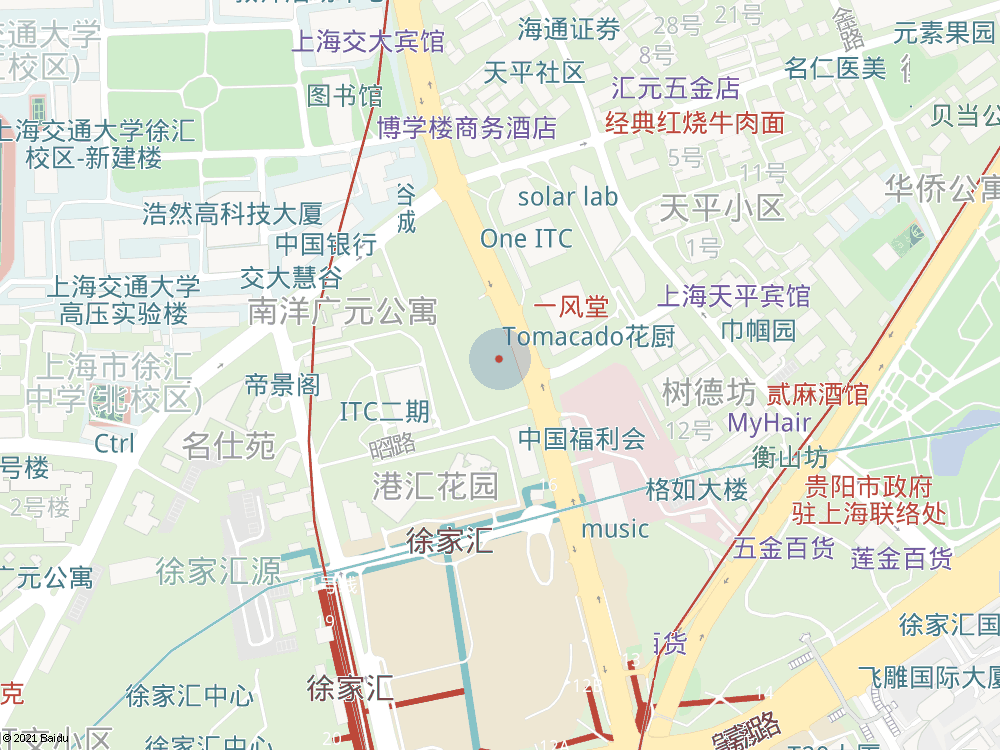 海通证券
28号
21号
金路
元素果园
通大学
上海交大宾馆
8号
区)
天平社区
汇元五金店
名仁医美
图书馆
贝当公
博学楼商务酒店
经典红烧牛肉面
上海交通大学徐汇
校区-新建楼
5号
11号
华侨公寓
solar lab
天平小区
谷
成
浩然高科技大厦
中国银行
One ITC
1号
交大慧谷
上海交通大学
高压实验楼
上海天平宾馆
南洋广元公寓
一风堂
Tomacado花厨
巾帼园
上海市徐汇
中学(北校区)
帝景阁
树德坊
贰麻酒馆
ITC二期
MyHair
12号
Ctrl
中国福利会
名仕苑
衡山坊
号楼
港汇花园
格如大楼
贵阳市政府
驻上海联络处
2号楼
music
徐家汇
五金百货
莲金百货
徐家汇源
广元公寓
11号线
19
徐家汇国
百货
13
飞雕国际大厦
克
徐家汇中心
徐家汇
12B
14
徐家汇中心
© 2021 Baidu